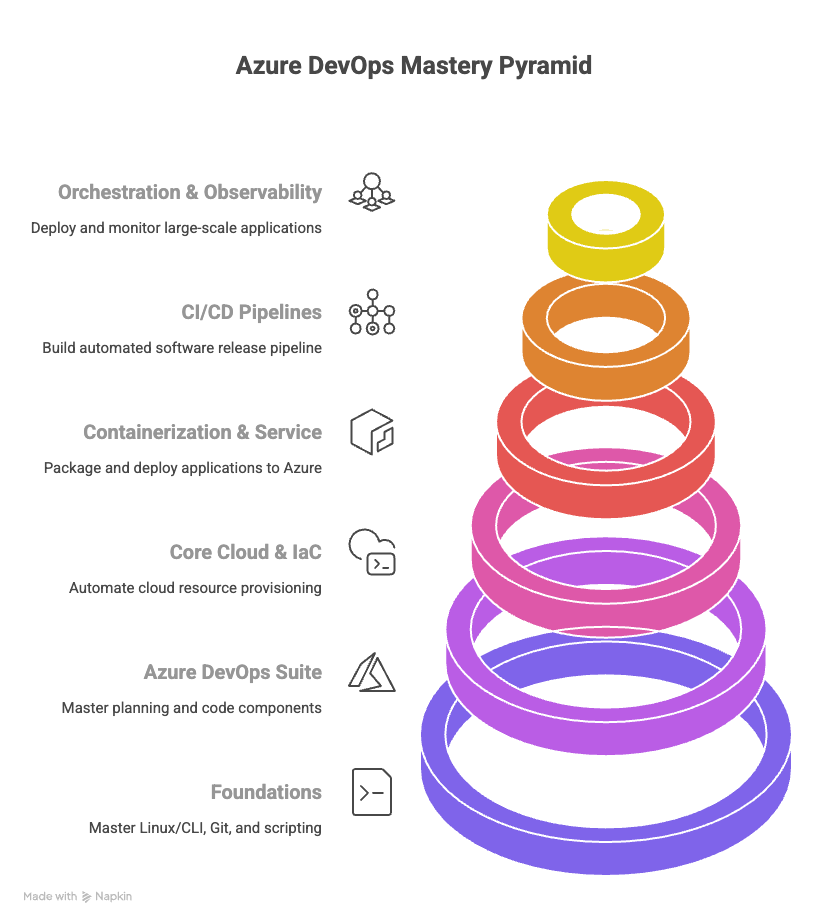 Azure DevOps Mastery Pyramid
Orchestration & Observability
Deploy and monitor large-scale applications
CI/CD Pipelines
Build automated software release pipeline
Containerization & Service
Package and deploy applications to Azure
Core Cloud & IaC
Automate cloud resource provisioning
Azure DevOps Suite
Master planning and code components
Foundations
Master Linux/CLI, Git, and scripting
Made with Napkin